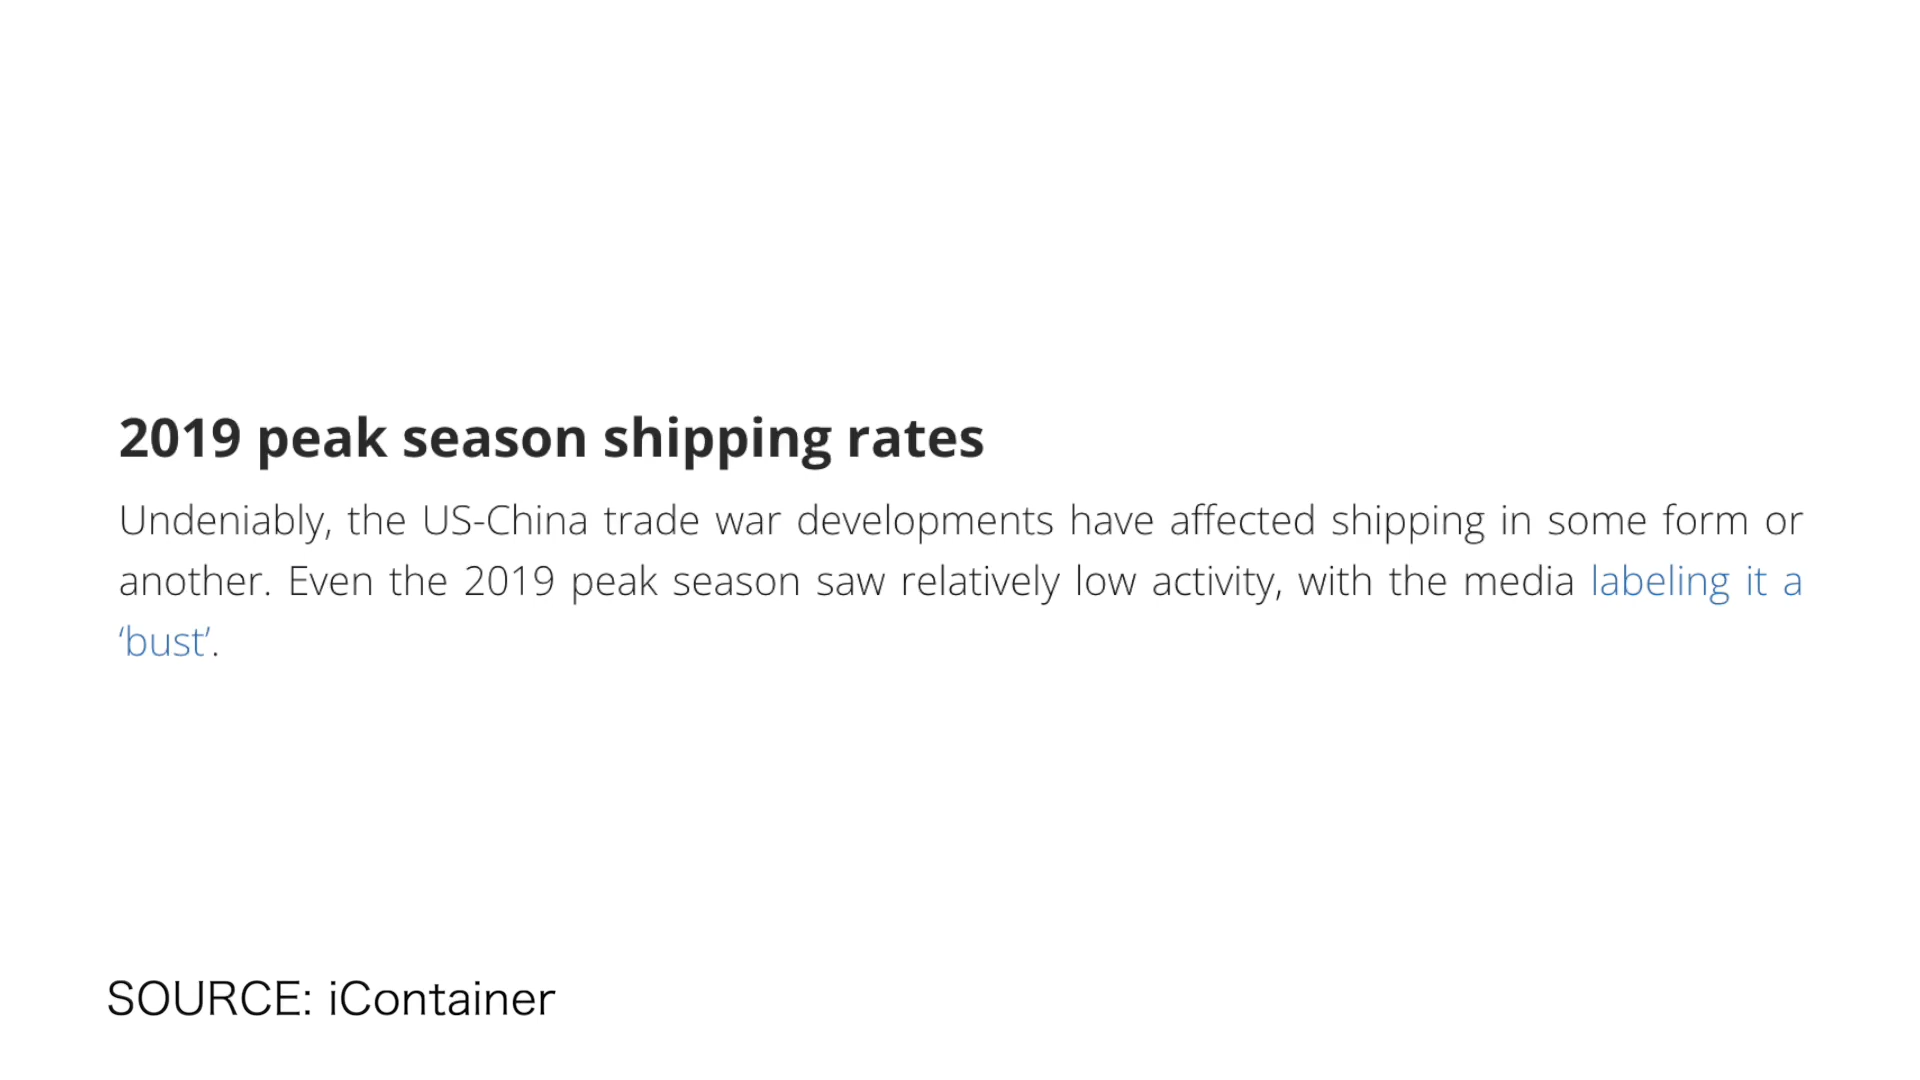 2019 peak season shipping rates
Undeniably, the US-China trade war developments have affected shipping in some form or
another. Even the 2019 peak season saw relatively low activity, with the media labeling it a
‘bust’.
SOURCE: iContainer